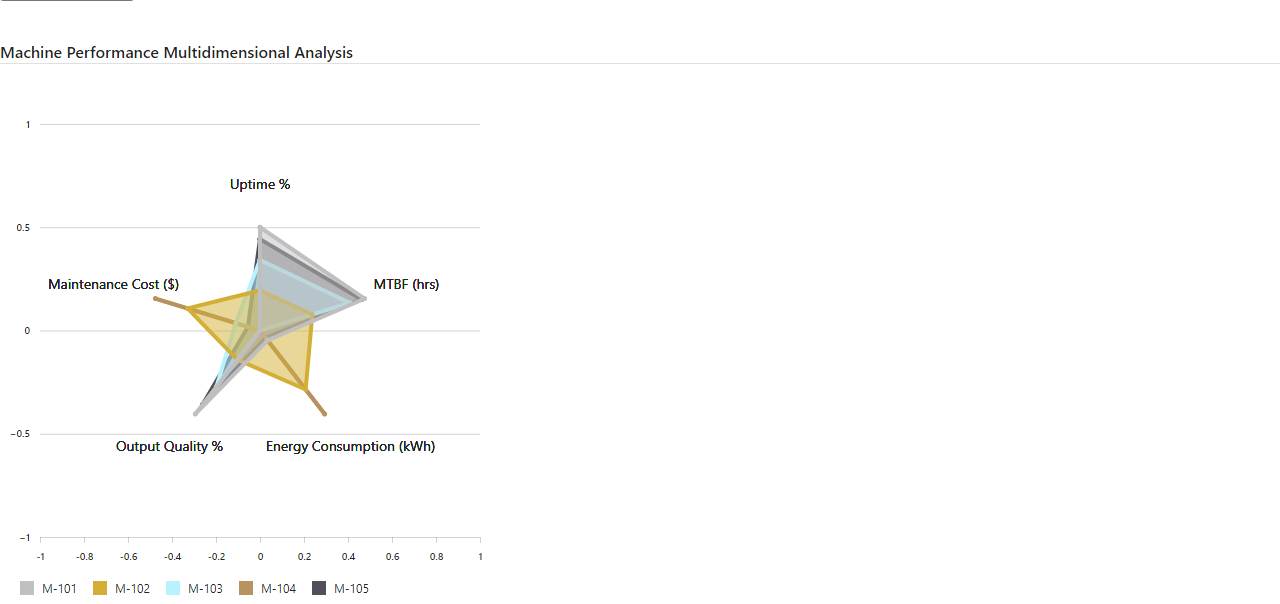 Machine Performance Multidimensional Analysis
1
Uptime %
0.5
Maintenance Cost ($)
MTBF (hrs)
0
−0.5
Output Quality %
Energy Consumption (kWh)
−1
-1 -0.8 -0.6 -0.4 -0.2 0 0.2 0.4 0.6 0.8 1
M-101 M-102 M-103 M-104 M-105